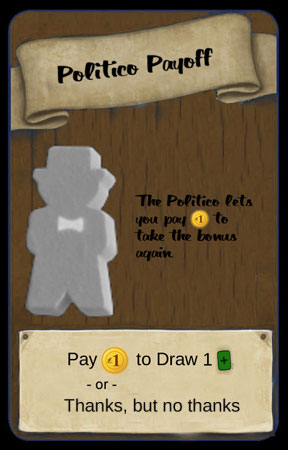 Politico Payoff
The Politico lets
you pay 1 to
take the bonus
again.
Pay 1 to Draw 1 +
- or -
Thanks, but no thanks